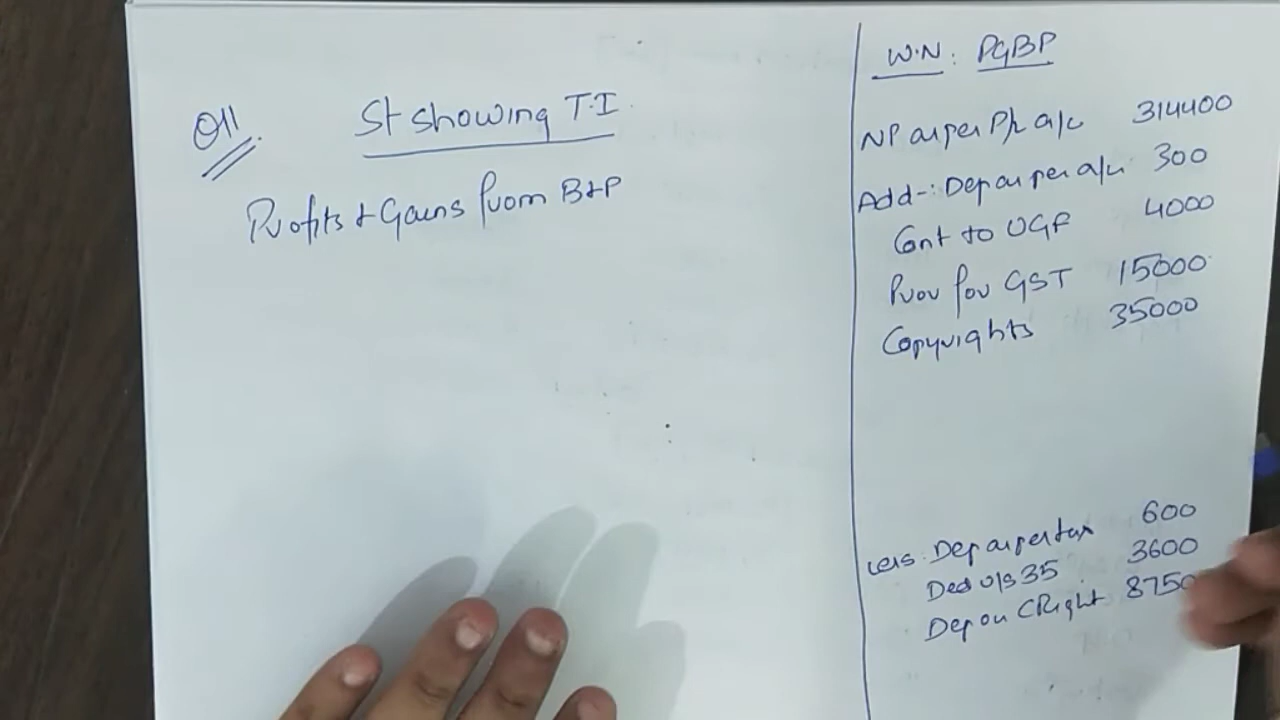 Q11
St showing T.I
Profits & Gains from B&P
W.N: PGBP
NP as per P/L a/c 314400
Add-: Dep as per a/c 300
Cont to UGF 4000
Prov for GST 15000
Copyrights 35000
Less: Dep as per tax 600
Ded U/s 35 3600
Dep on CRight 8750